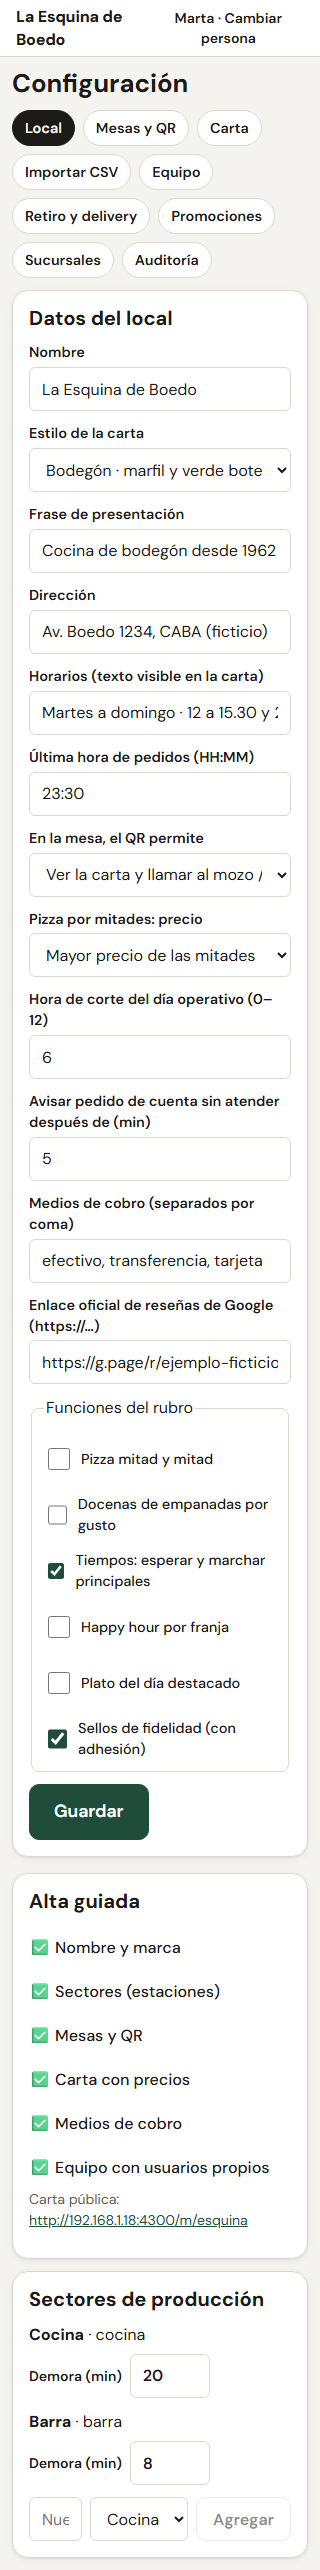 La Esquina de
Boedo
Marta · Cambiar
persona
Configuración
Local
Mesas y QR
Carta
Importar CSV
Equipo
Retiro y delivery
Promociones
Sucursales
Auditoría
Datos del local
Nombre
La Esquina de Boedo
Estilo de la carta
Bodegón · marfil y verde bote
Frase de presentación
Cocina de bodegón desde 1962
Dirección
Av. Boedo 1234, CABA (ficticio)
Horarios (texto visible en la carta)
Martes a domingo · 12 a 15.30 y
Última hora de pedidos (HH:MM)
23:30
En la mesa, el QR permite
Ver la carta y llamar al mozo /
Pizza por mitades: precio
Mayor precio de las mitades
Hora de corte del día operativo (0–
12)
6
Avisar pedido de cuenta sin atender
después de (min)
5
Medios de cobro (separados por
coma)
efectivo, transferencia, tarjeta
Enlace oficial de reseñas de Google
(https://…)
https://g.page/r/ejemplo-ficticio
Funciones del rubro
Pizza mitad y mitad
Docenas de empanadas por
gusto
Tiempos: esperar y marchar
principales
Happy hour por franja
Plato del día destacado
Sellos de fidelidad (con
adhesión)
Guardar
Alta guiada
✅ Nombre y marca
✅ Sectores (estaciones)
✅ Mesas y QR
✅ Carta con precios
✅ Medios de cobro
✅ Equipo con usuarios propios
Carta pública:
http://192.168.1.18:4300/m/esquina
Sectores de producción
Cocina · cocina
Demora (min) 20
Barra · barra
Demora (min) 8
Nue
Cocina
Agregar